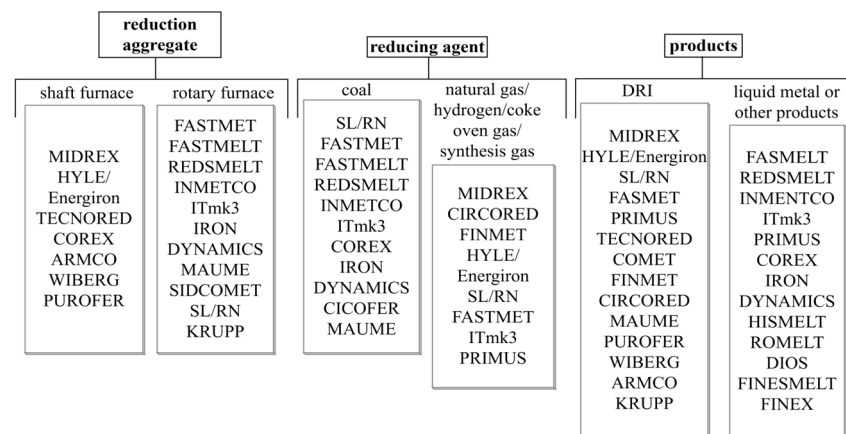 reduction
aggregate
shaft furnace
MIDREX
HYLE/
Energiron
TECNORED
COREX
ARMCO
WIBERG
PUROFER
rotary furnace
FASTMET
FASTMELT
REDSMELT
INMETCO
ITmk3
IRON
DYNAMICS
MAUME
SIDCOMET
SL/RN
KRUPP
reducing agent
coal
SL/RN
FASTMET
FASTMELT
REDSMELT
INMETCO
ITmk3
COREX
IRON
DYNAMICS
CICOFER
MAUME
natural gas/
hydrogen/coke
oven gas/
synthesis gas
MIDREX
CIRCORED
FINMET
HYLE/
Energiron
SL/RN
FASTMET
ITmk3
PRIMUS
products
DRI
MIDREX
HYLE/Energiron
SL/RN
FASMET
PRIMUS
TECNORED
COMET
FINMET
CIRCORED
MAUME
PUROFER
WIBERG
ARMCO
KRUPP
liquid metal or
other products
FASMELT
REDSMELT
INMENTCO
ITmk3
PRIMUS
COREX
IRON
DYNAMICS
HISMELT
ROMELT
DIOS
FINESMELT
FINEX